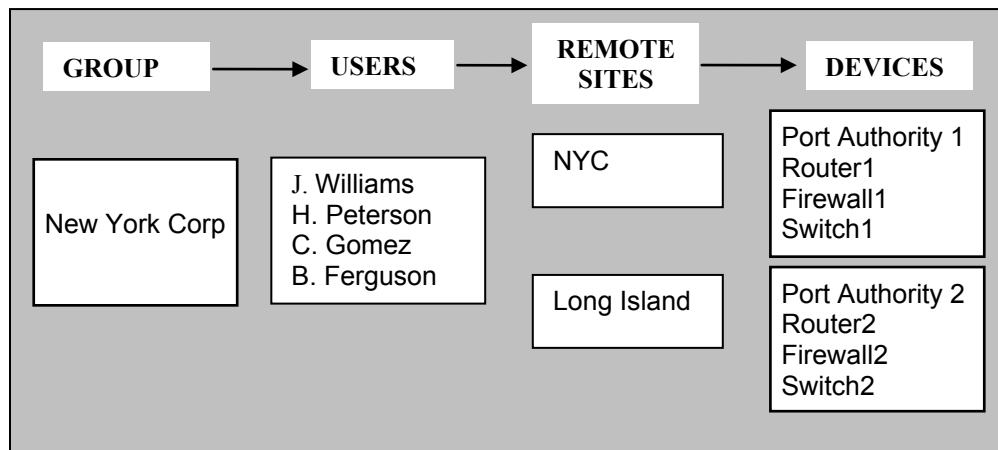 GROUP
USERS
REMOTE
SITES
DEVICES
New York Corp
J. Williams
H. Peterson
C. Gomez
B. Ferguson
NYC
Long Island
Port Authority 1
Router1
Firewall1
Switch1
Port Authority 2
Router2
Firewall2
Switch2